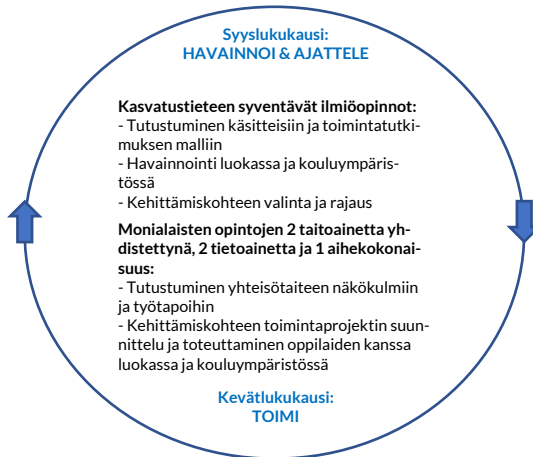 Syyslukukausi:
HAVAINNOI & AJATTELE
Kasvatustieteen syventävät ilmiöopinnot:
- Tutustuminen käsitteisiin ja toimintatutki-
muksen malliin
- Havainnointi luokassa ja kouluympäris-
tössä
- Kehittämiskohteen valinta ja rajaus
Monialaisten opintojen 2 taitoainetta yh-
distettynä, 2 tietoainetta ja 1 aihekokonai-
suus:
- Tutustuminen yhteisötaiteen näkökulmiin
ja työtapoihin
- Kehittämiskohteen toimintaprojektin suun-
nittelu ja toteuttaminen oppilaiden kanssa
luokassa ja kouluympäristössä
Kevätlukukausi:
TOIMI